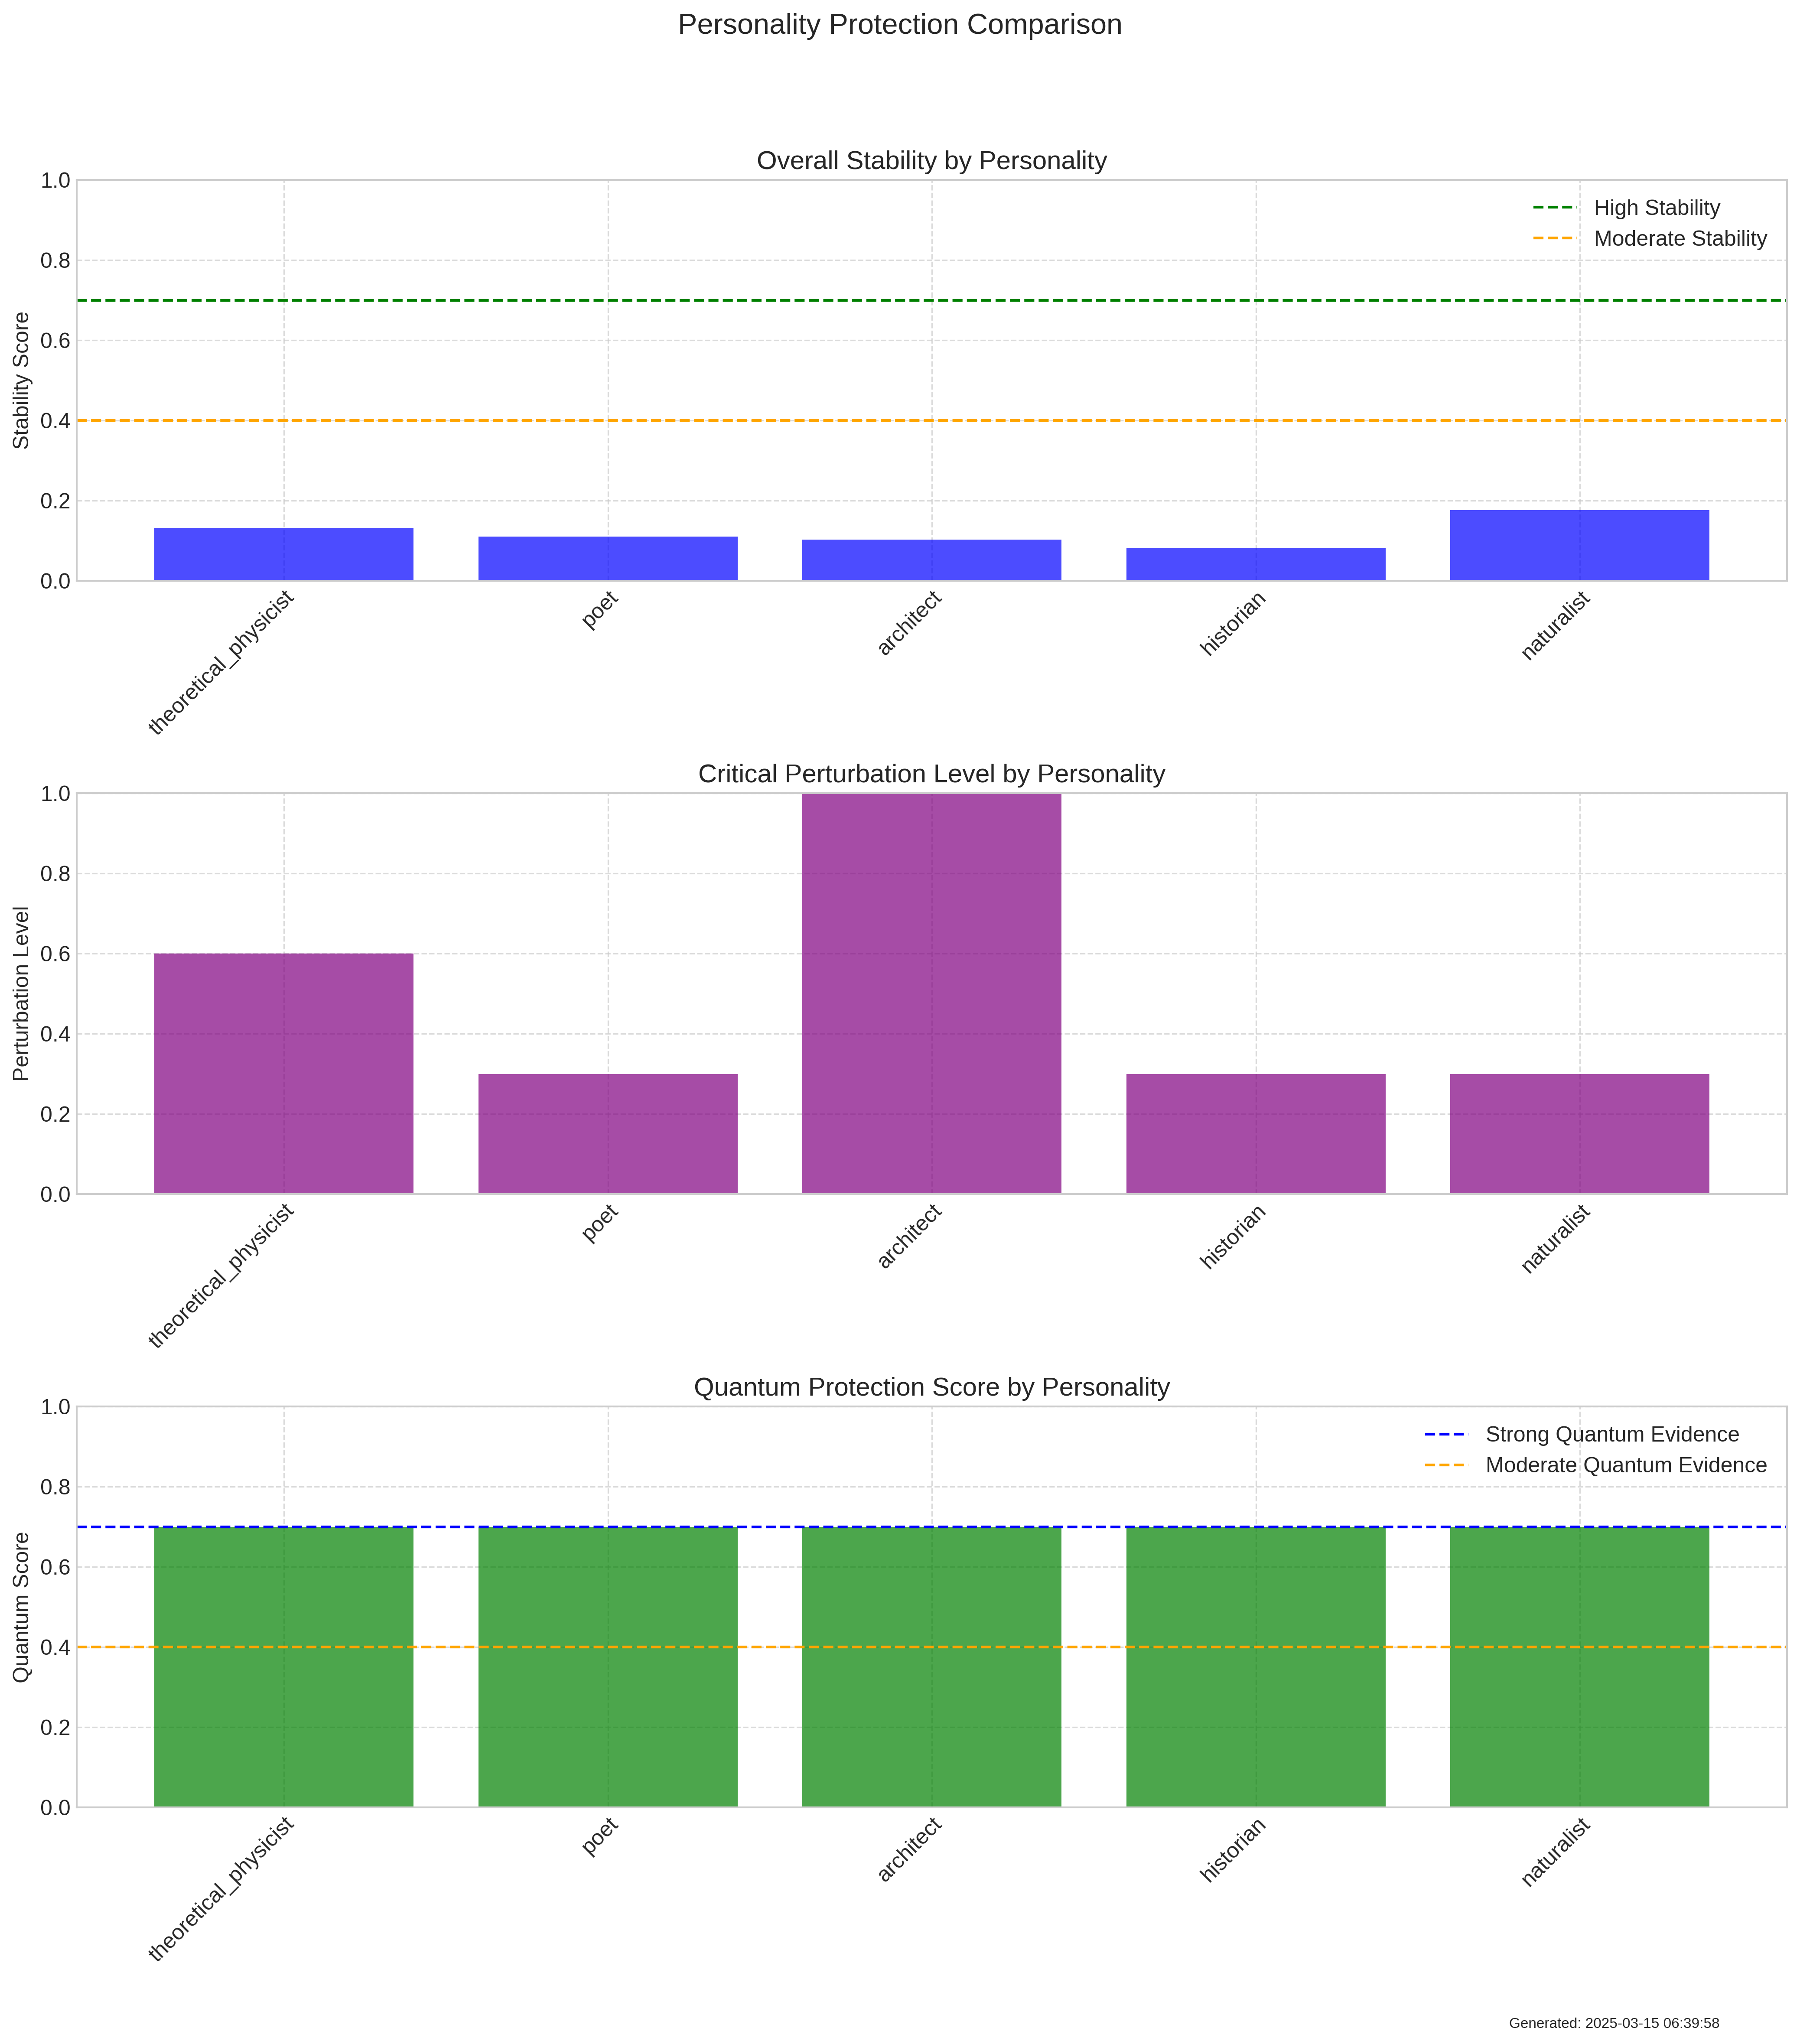 Personality Protection Comparison
Overall Stability by Personality
High Stability
Moderate Stability
Stability Score
1.0
0.8
0.6
0.4
0.2
0.0
theoretical_physicist
poet
architect
historian
naturalist
Critical Perturbation Level by Personality
Perturbation Level
1.0
0.8
0.6
0.4
0.2
0.0
theoretical_physicist
poet
architect
historian
naturalist
Quantum Protection Score by Personality
Strong Quantum Evidence
Moderate Quantum Evidence
Quantum Score
1.0
0.8
0.6
0.4
0.2
0.0
theoretical_physicist
poet
architect
historian
naturalist
Generated: 2025-03-15 06:39:58